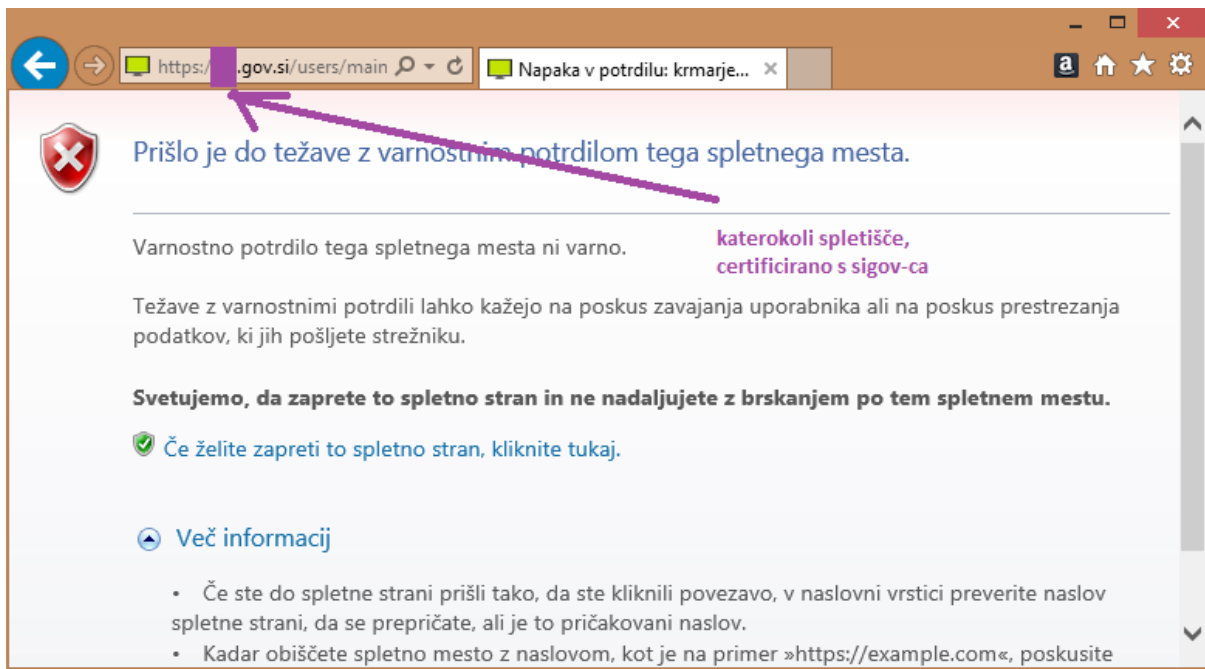 https:/ .gov.si/users/main
Napaka v potrdilu: krmarje...
Prišlo je do težave z varnostnim potrdilom tega spletnega mesta.
Varnostno potrdilo tega spletnega mesta ni varno.
katerokoli spletišče,
certificirano s sigov-ca
Težave z varnostnimi potrdili lahko kažejo na poskus zavajanja uporabnika ali na poskus prestrezanja
podatkov, ki jih pošljete strežniku.
Svetujemo, da zaprete to spletno stran in ne nadaljujete z brskanjem po tem spletnem mestu.
Če želite zapreti to spletno stran, kliknite tukaj.
Več informacij
• Če ste do spletne strani prišli tako, da ste kliknili povezavo, v naslovni vrstici preverite naslov
spletne strani, da se prepričate, ali je to pričakovani naslov.
• Kadar obiščete spletno mesto z naslovom, kot je na primer »https://example.com«, poskusite